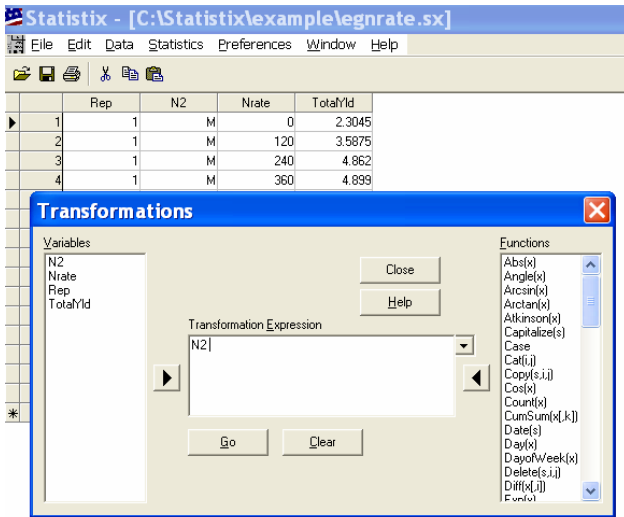 Statistix - [C:\Statistix\example\egnrate.sx]
File Edit Data Statistics Preferences Window Help
Rep N2 Nrate TotalYld
1 1 M 0 2.3045
2 1 M 120 3.5875
3 1 M 240 4.862
4 1 M 360 4.899
Transformations
Variables
N2
Nrate
Rep
TotalYld
Close
Help
Transformation Expression
N2
Go Clear
Functions
Abs(x)
Angle(x)
Arcsin(x)
Arctan(x)
Atkinson(x)
Capitalize(s)
Case
Cat(i,j)
Copy(s,i,j)
Cos(x)
Count(x)
CumSum(x[,k])
Date(s)
Day(x)
DayofWeek(x)
Delete(s,i,j)
Diff(x[,i])
Exp(x)
*